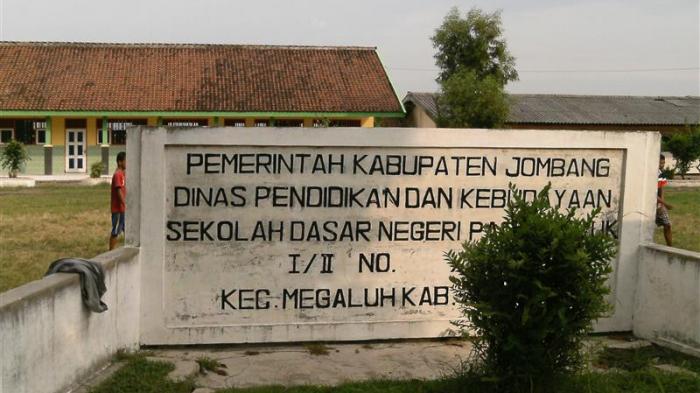 PEMERINTAH KABUPATEN JOMBANG
DINAS PENDIDIKAN DAN KEBUDAYAAN
SEKOLAH DASAR NEGERI
I/II NO.
KEC. MEGALUH KAB.